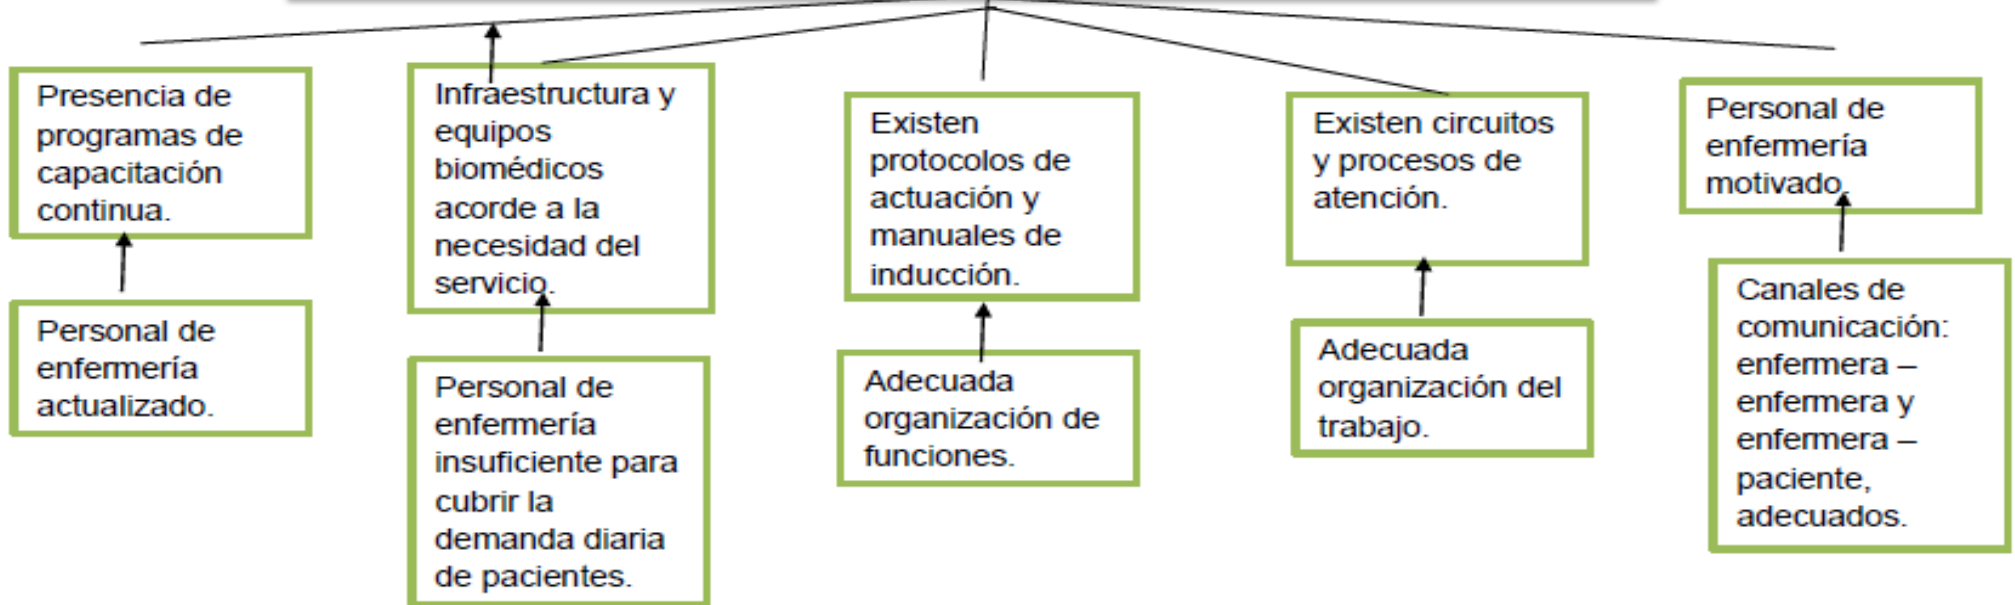 Presencia de
programas de
capacitación
continua.
Infraestructura y
equipos
biomédicos
acorde a la
necesidad del
servicio.
Existen
protocolos de
actuación y
manuales de
inducción.
Existen circuitos
y procesos de
atención.
Personal de
enfermería
motivado.
Personal de
enfermería
actualizado.
Personal de
enfermería
insuficiente para
cubrir la
demanda diaria
de pacientes.
Adecuada
organización de
funciones.
Adecuada
organización del
trabajo.
Canales de
comunicación:
enfermera –
enfermera y
enfermera –
paciente,
adecuados.